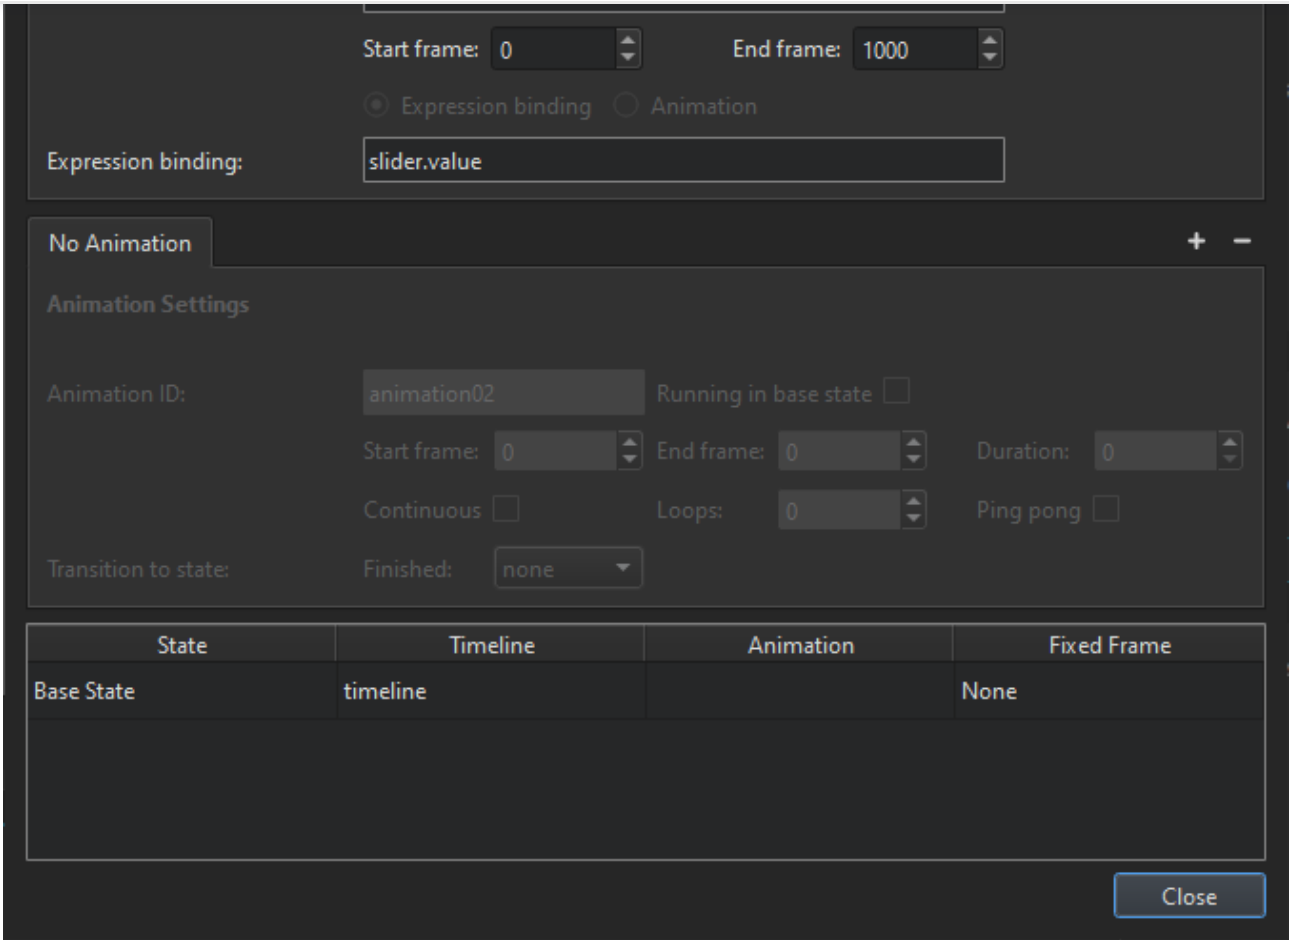 Start frame: 0 End frame: 1000
Expression binding Animation
Expression binding: slider.value
No Animation + −
Animation Settings
Animation ID: animation02 Running in base state
Start frame: 0 End frame: 0 Duration: 0
Continuous Loops: 0 Ping pong
Transition to state: Finished: none
State Timeline Animation Fixed Frame
Base State timeline None
Close